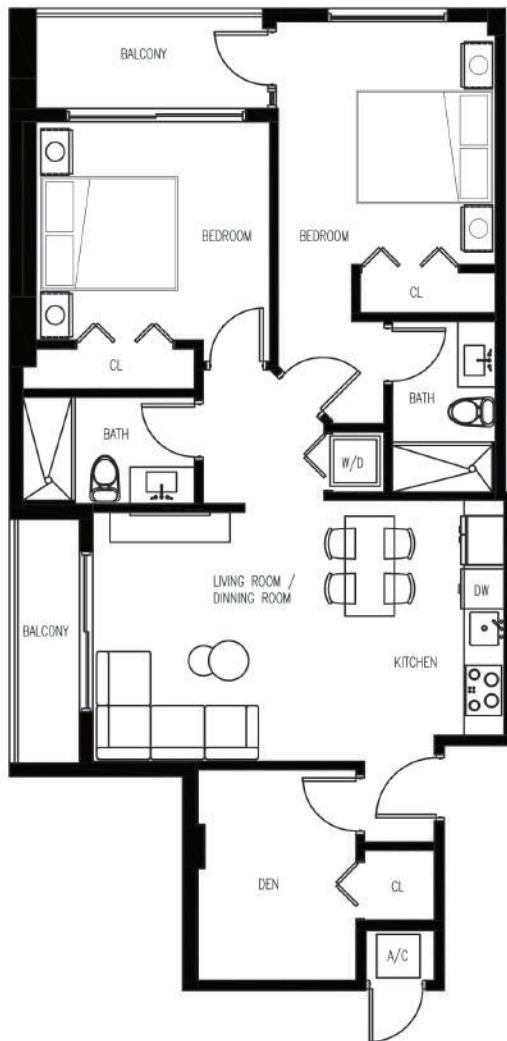 BALCONY
BEDROOM
BEDROOM
CL
CL
BATH
BATH
W/D
LIVING ROOM /
DINNING ROOM
DW
BALCONY
KITCHEN
DEN
CL
A/C